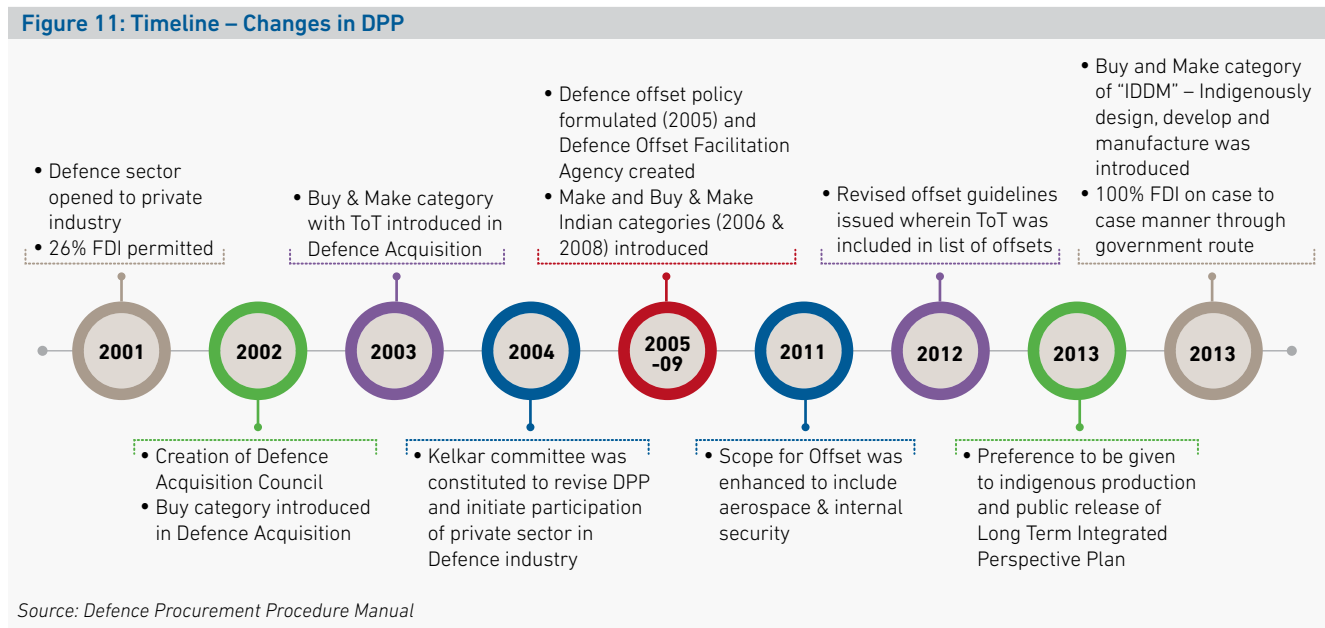 Figure 11: Timeline – Changes in DPP
• Defence sector
opened to private
industry
• 26% FDI permitted
• Buy & Make category
with ToT introduced in
Defence Acquisition
• Defence offset policy
formulated (2005) and
Defence Offset Facilitation
Agency created
• Make and Buy & Make
Indian categories (2006 &
2008) introduced
• Revised offset guidelines
issued wherein ToT was
included in list of offsets
• Buy and Make category
of “IDDM” – Indigenously
design, develop and
manufacture was
introduced
• 100% FDI on case to
case manner through
government route
2001
2002
2003
2004
2005
-09
2011
2012
2013
2013
• Creation of Defence
Acquisition Council
• Buy category introduced
in Defence Acquisition
• Kelkar committee was
constituted to revise DPP
and initiate participation
of private sector in
Defence industry
• Scope for Offset was
enhanced to include
aerospace & internal
security
• Preference to be given
to indigenous production
and public release of
Long Term Integrated
Perspective Plan
Source: Defence Procurement Procedure Manual